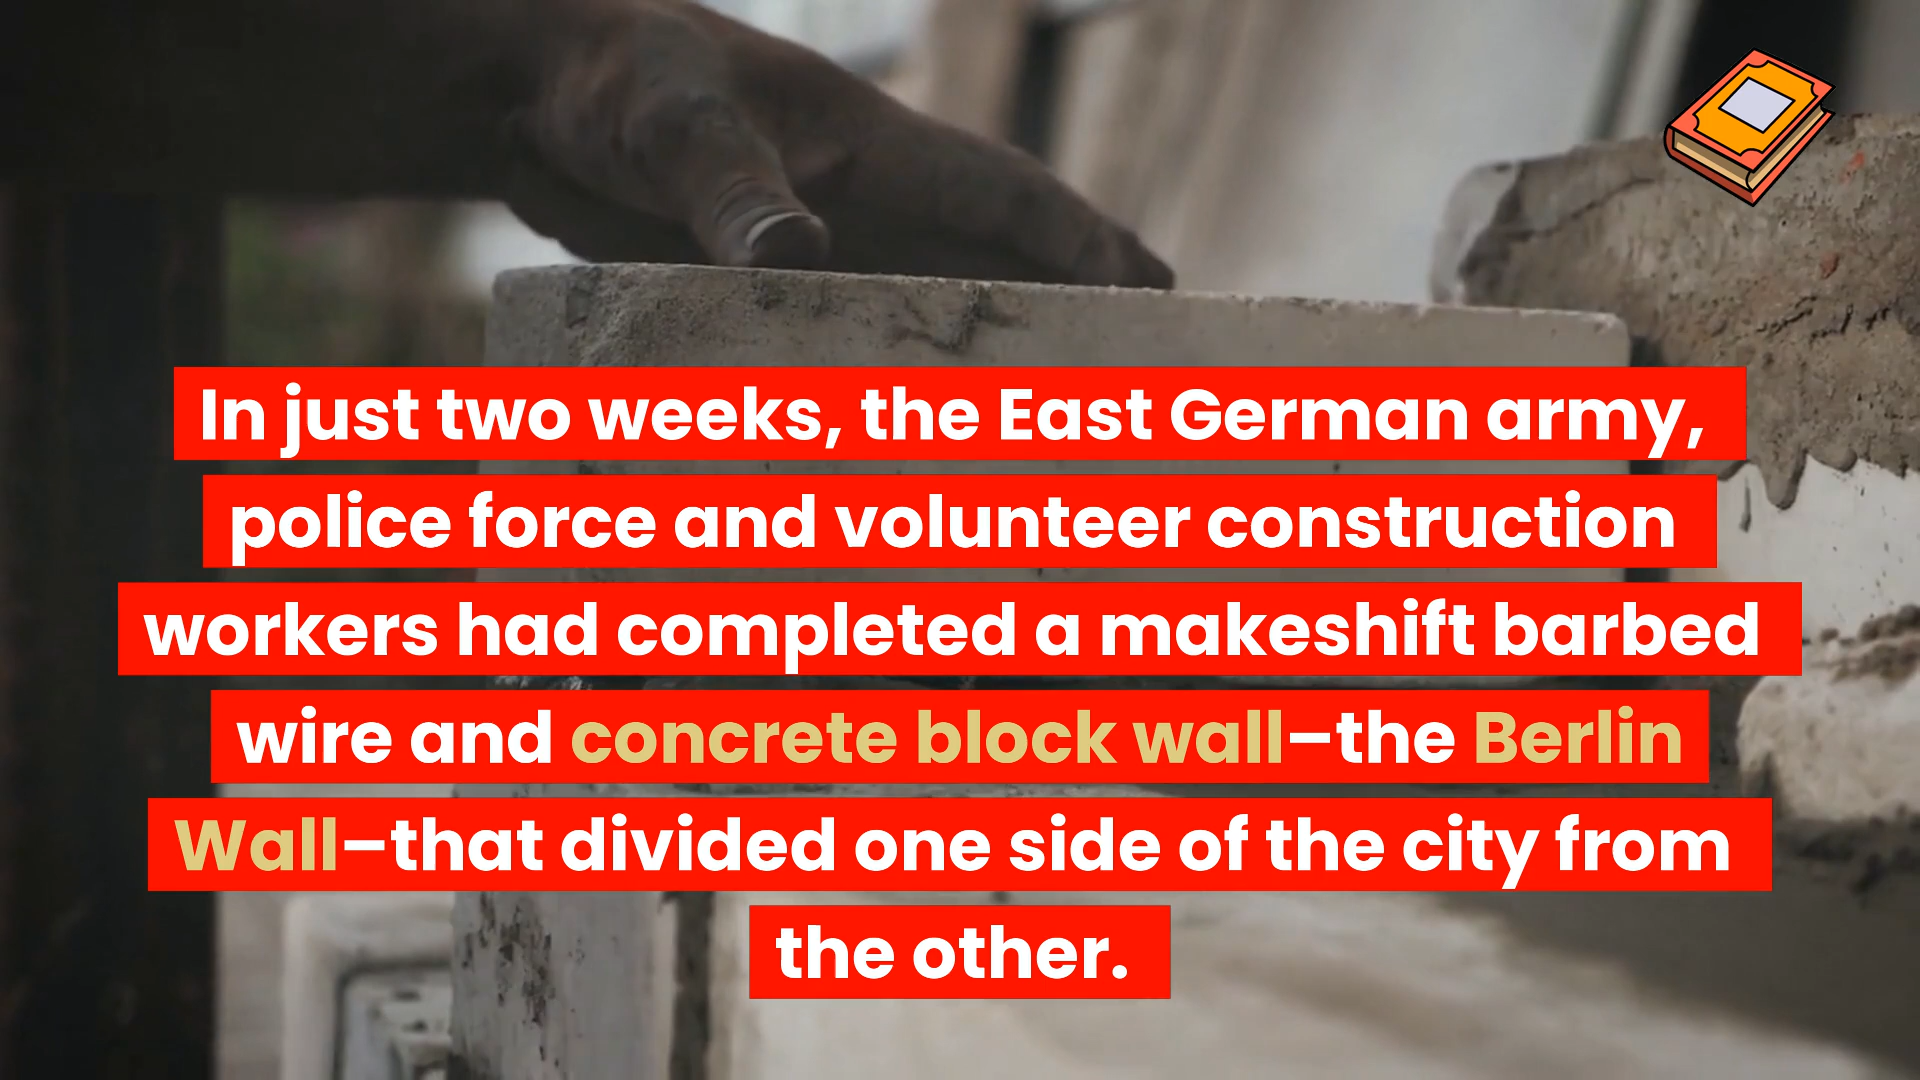 In just two weeks, the East German army,
police force and volunteer construction
workers had completed a makeshift barbed
wire and concrete block wall–the Berlin
Wall–that divided one side of the city from
the other.